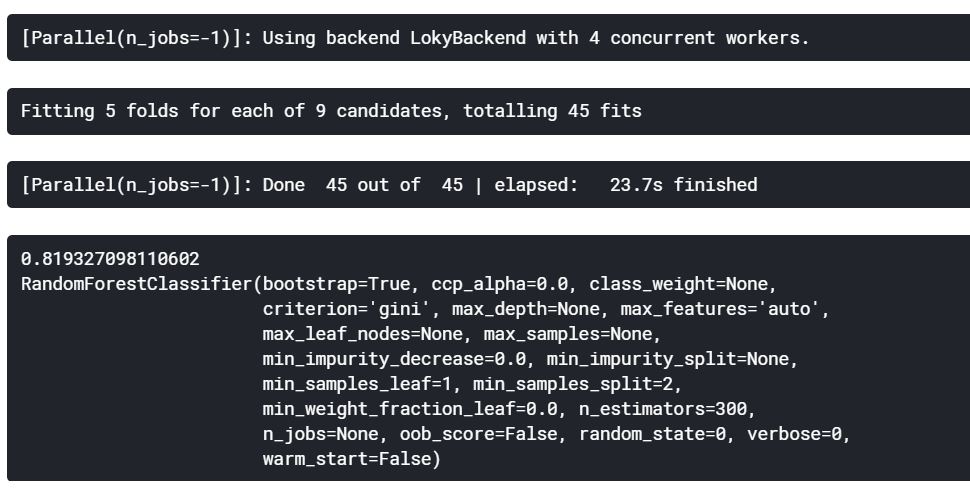 [Parallel(n_jobs=-1)]: Using backend LokyBackend with 4 concurrent workers.
Fitting 5 folds for each of 9 candidates, totalling 45 fits
[Parallel(n_jobs=-1)]: Done  45 out of  45 | elapsed:   23.7s finished
0.819327098110602
RandomForestClassifier(bootstrap=True, ccp_alpha=0.0, class_weight=None,
                       criterion='gini', max_depth=None, max_features='auto',
                       max_leaf_nodes=None, max_samples=None,
                       min_impurity_decrease=0.0, min_impurity_split=None,
                       min_samples_leaf=1, min_samples_split=2,
                       min_weight_fraction_leaf=0.0, n_estimators=300,
                       n_jobs=None, oob_score=False, random_state=0, verbose=0,
                       warm_start=False)